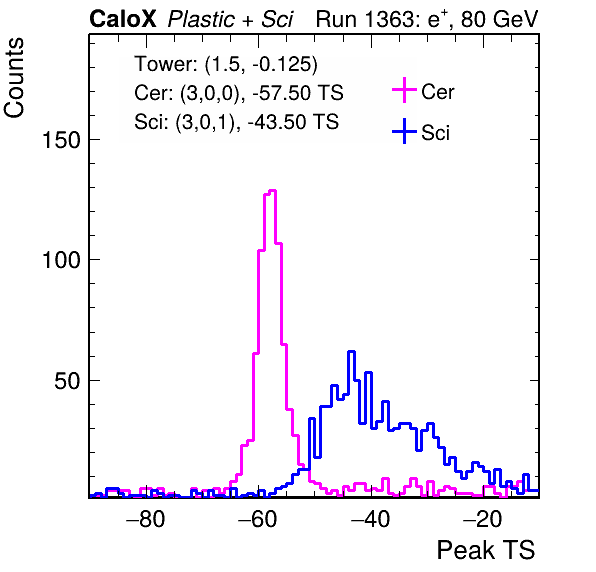 CaloX Plastic + Sci Run 1363: e+, 80 GeV
Tower: (1.5, -0.125)
Cer: (3,0,0), -57.50 TS
Sci: (3,0,1), -43.50 TS
Cer
Sci
Counts
150
100
50
−80 −60 −40 −20
Peak TS